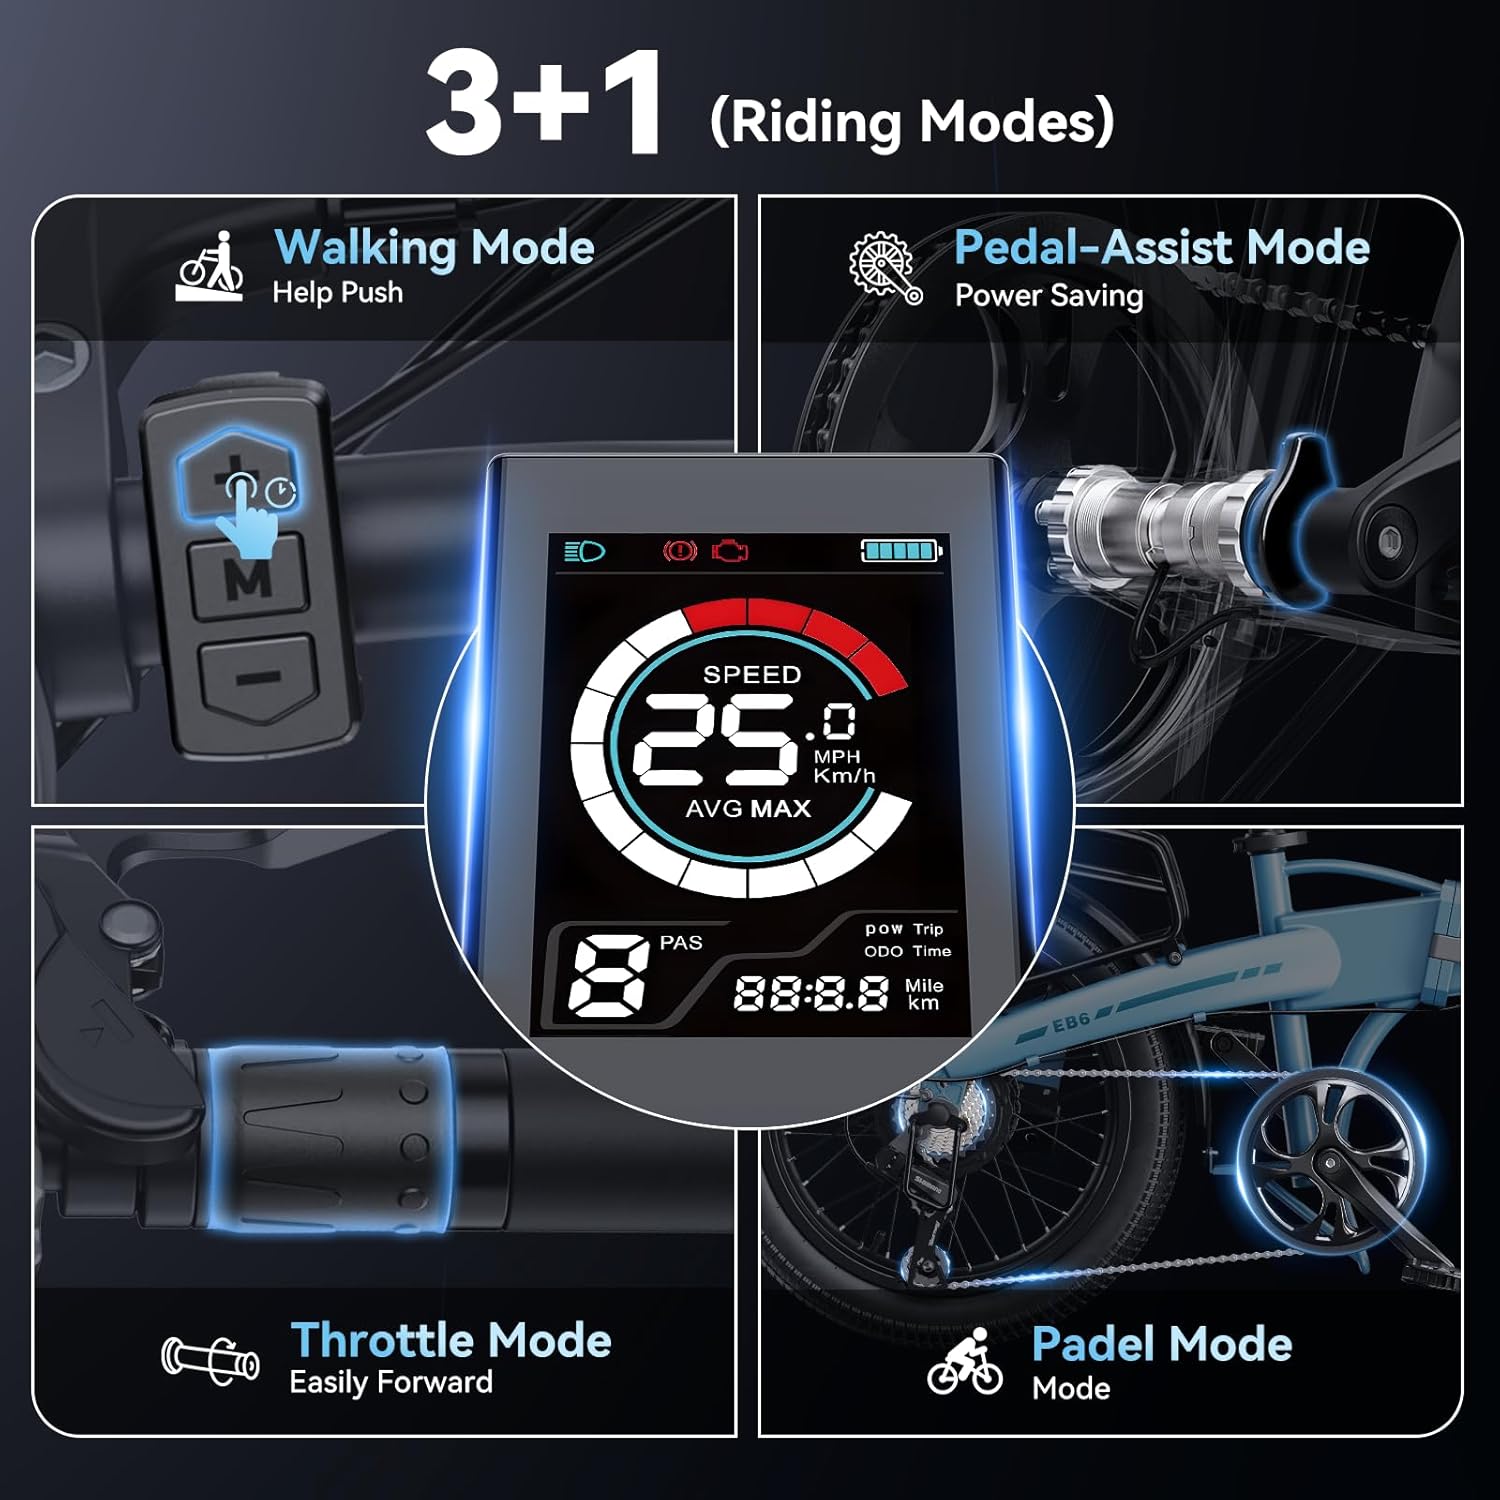 3+1 (Riding Modes)
Walking Mode
Help Push
Pedal-Assist Mode
Power Saving
+
M
-
SPEED
25.0
MPH
Km/h
AVG MAX
8 PAS
pow Trip
ODO Time
88:8.8 Mile
km
EB6
SHIMANO
Throttle Mode
Easily Forward
Padel Mode
Mode